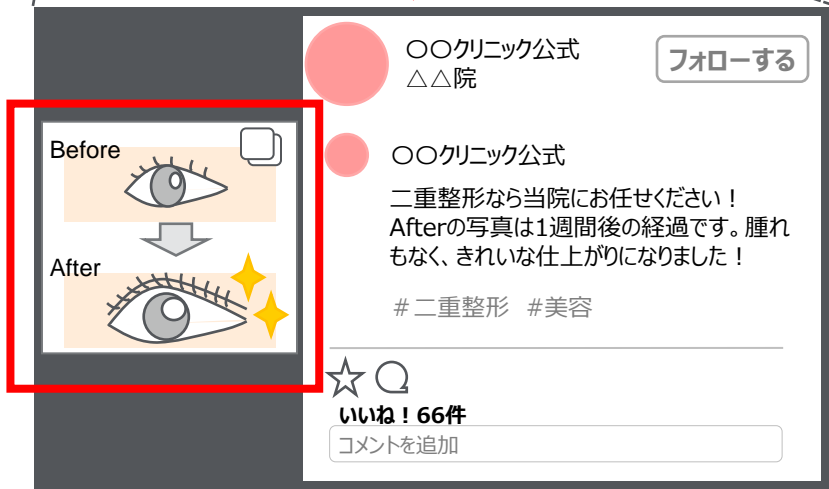 Before
After
〇〇クリニック公式
△△院
フォローする
〇〇クリニック公式
二重整形なら当院にお任せください！
Afterの写真は1週間後の経過です。腫れ
もなく、きれいな仕上がりになりました！
＃二重整形 #美容
いいね！66件
コメントを追加